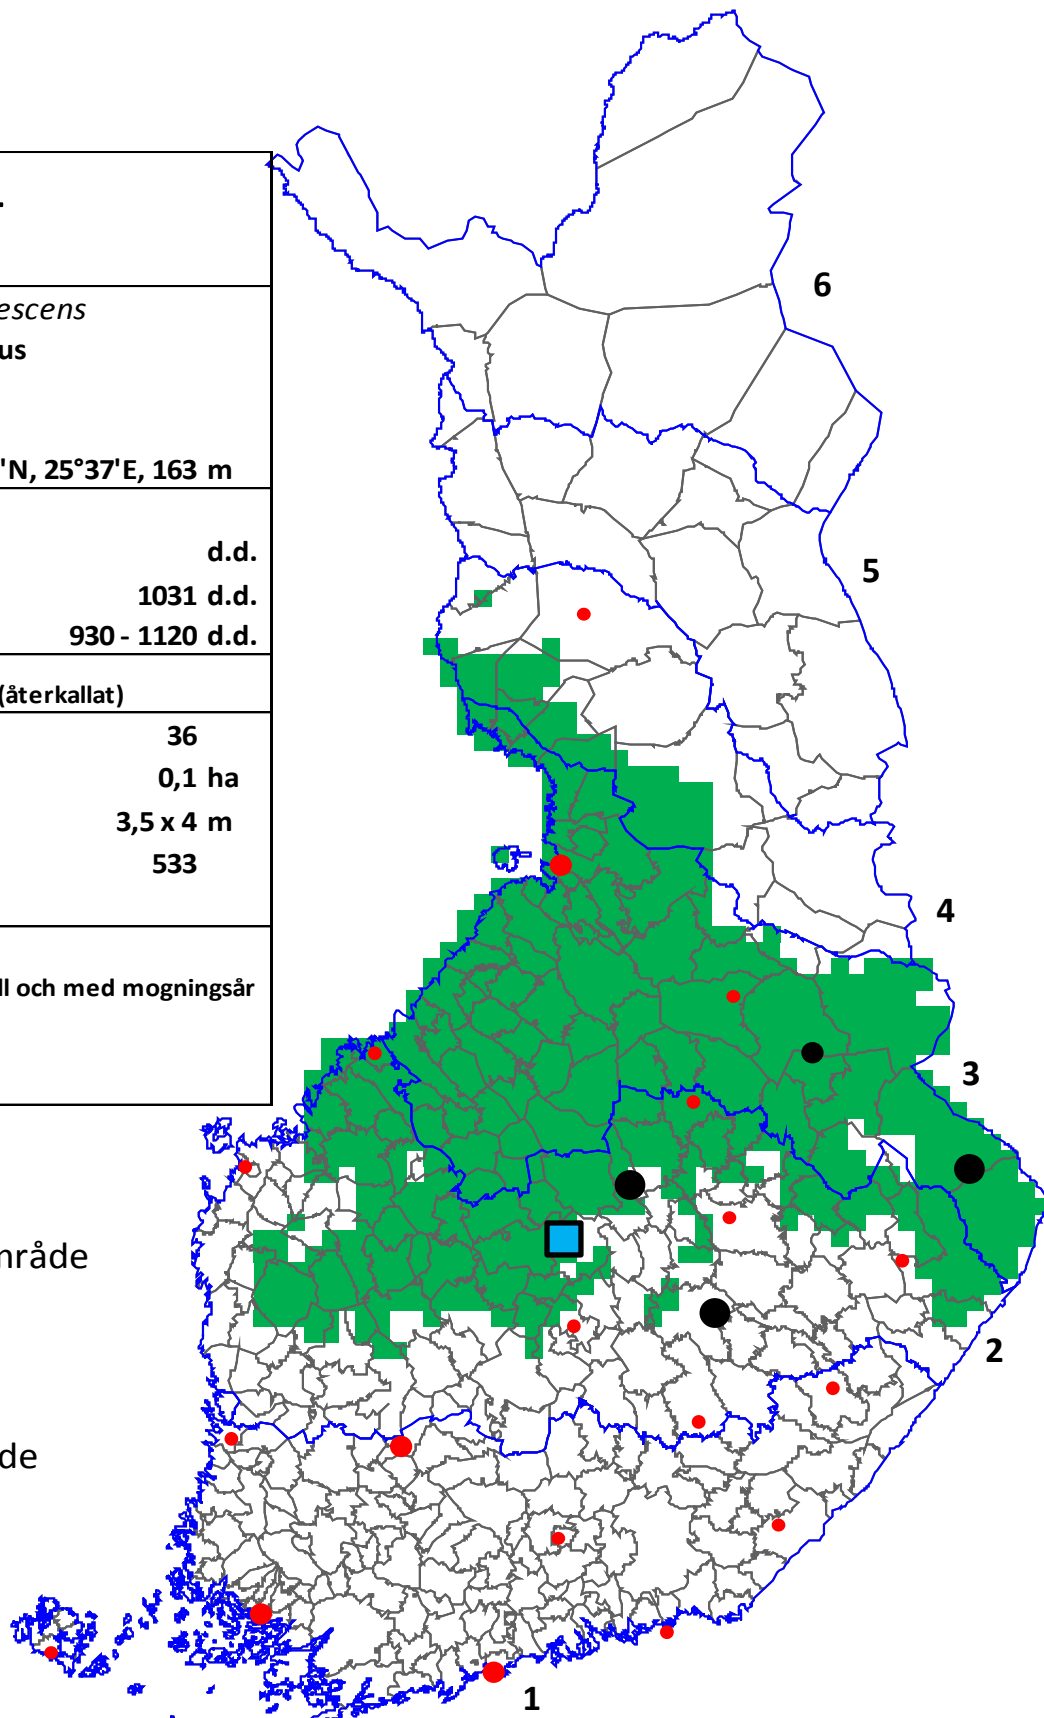 .
escens
us
'N, 25°37'E, 163 m
d.d.
1031 d.d.
930 - 1120 d.d.
(återkallat)
36
0,1 ha
3,5 x 4 m
533
ll och med mogningsår
område
de
6
5
4
3
2
1